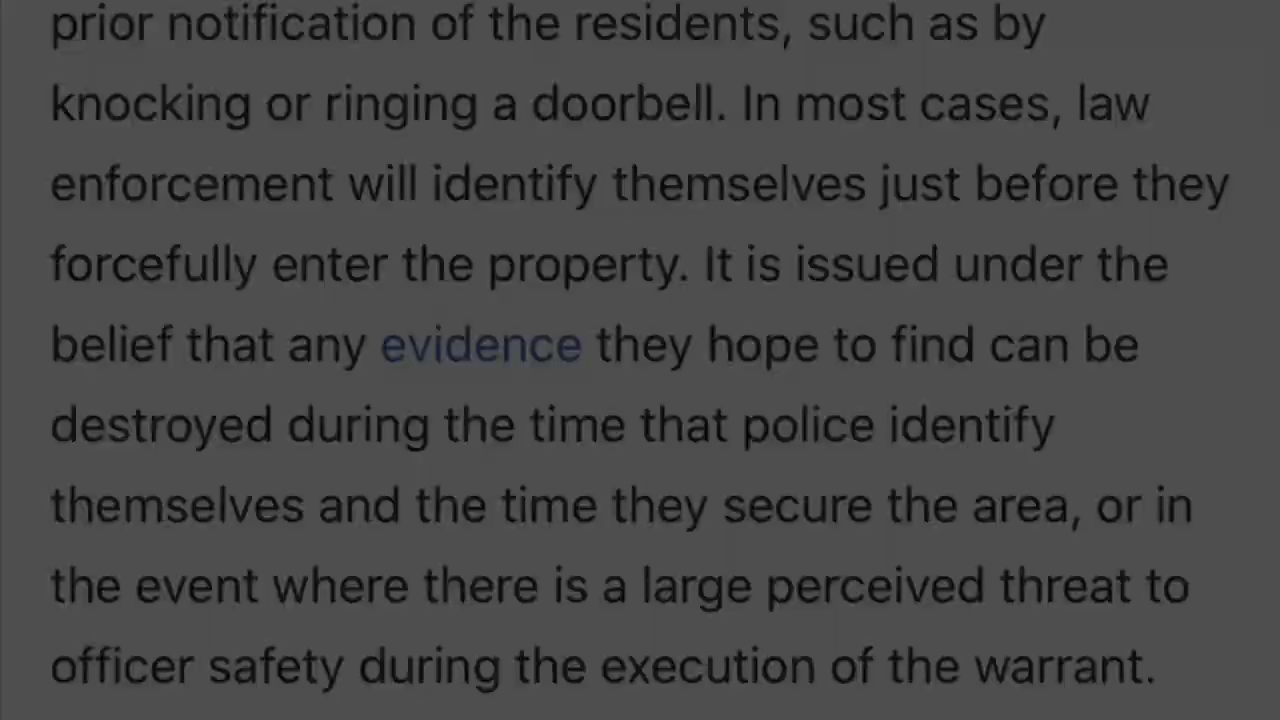 prior notification of the residents, such as by
knocking or ringing a doorbell. In most cases, law
enforcement will identify themselves just before they
forcefully enter the property. It is issued under the
belief that any evidence they hope to find can be
destroyed during the time that police identify
themselves and the time they secure the area, or in
the event where there is a large perceived threat to
officer safety during the execution of the warrant.